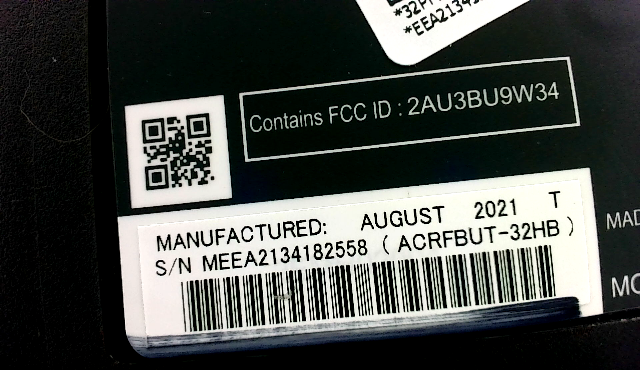 Contains FCC ID : 2AU3BU9W34
MANUFACTURED: AUGUST 2021 T
S/N MEEA2134182558 ( ACRFBUT-32HB )